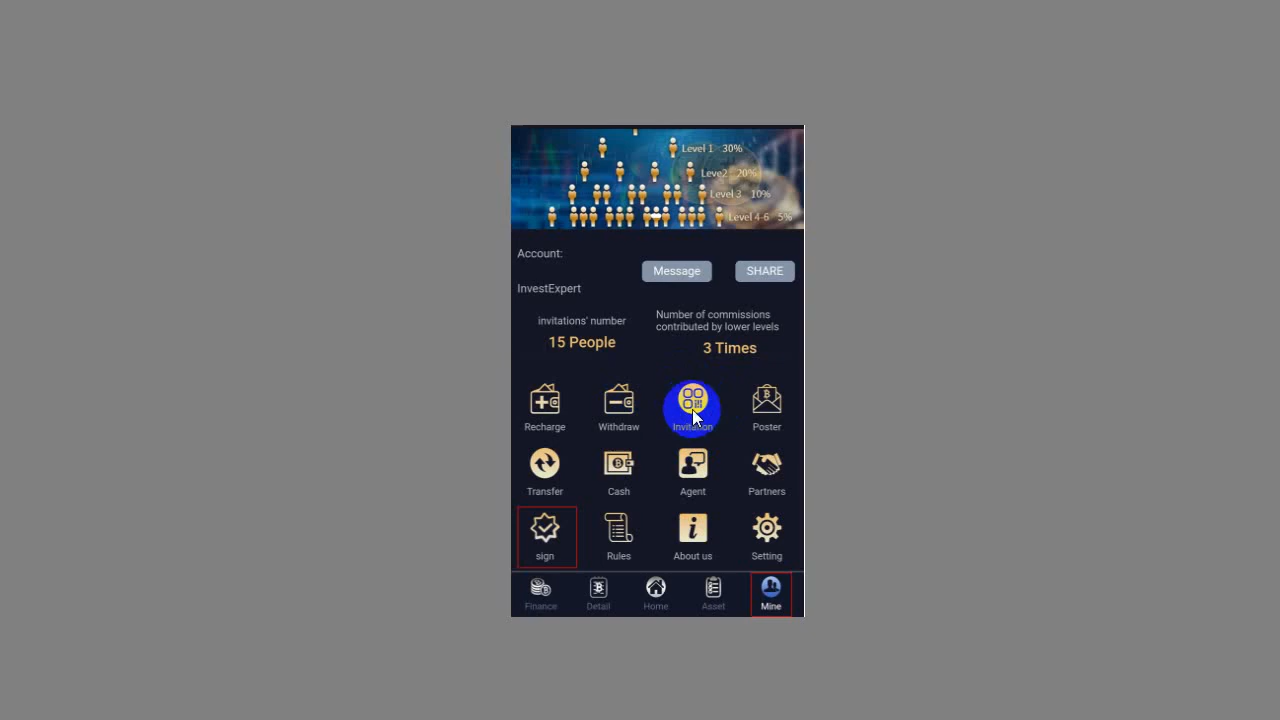 Level 1 30%
Leve2 20%
Level 3 10%
Level 4-6 5%
Account:
Message
SHARE
InvestExpert
invitations' number
15 People
Number of commissions
contributed by lower levels
3 Times
Recharge
Withdraw
Invitation
Poster
Transfer
Cash
Agent
Partners
sign
Rules
About us
Setting
Finance
Detail
Home
Asset
Mine